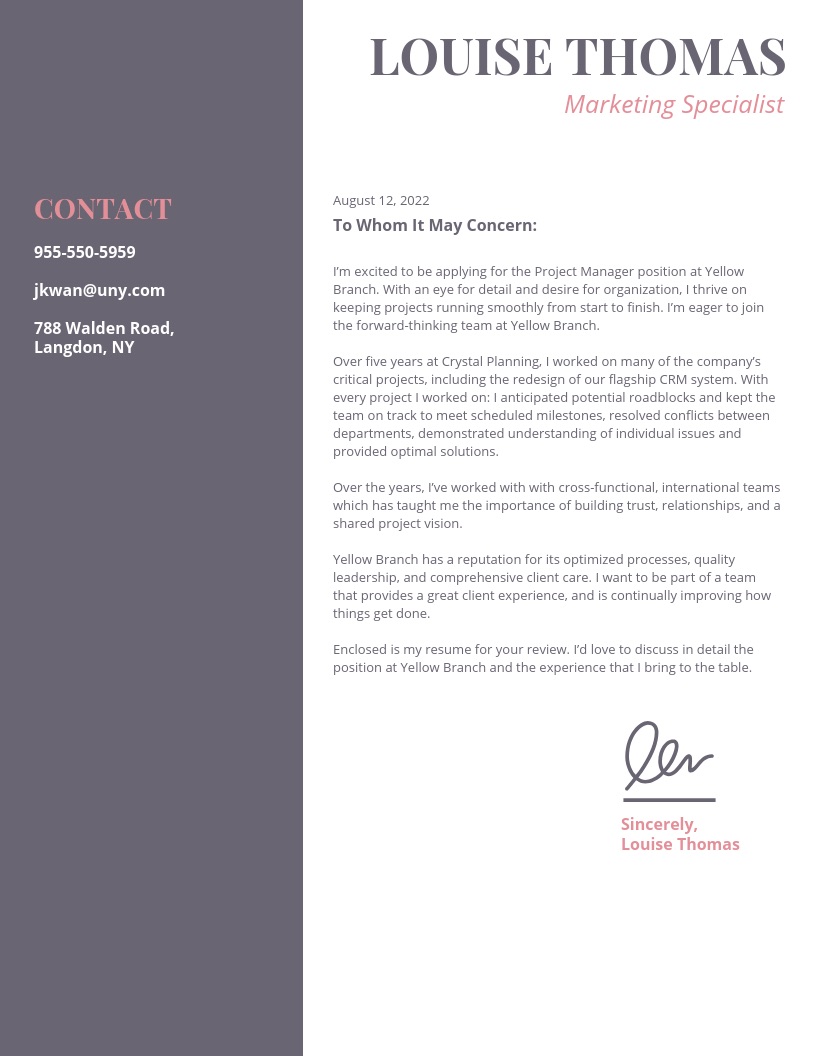 LOUISE THOMAS
Marketing Specialist
CONTACT
955-550-5959
jkwan@uny.com
788 Walden Road,
Langdon, NY
August 12, 2022
To Whom It May Concern:
I’m excited to be applying for the Project Manager position at Yellow
Branch. With an eye for detail and desire for organization, I thrive on
keeping projects running smoothly from start to finish. I’m eager to join
the forward-thinking team at Yellow Branch.
Over five years at Crystal Planning, I worked on many of the company’s
critical projects, including the redesign of our flagship CRM system. With
every project I worked on: I anticipated potential roadblocks and kept the
team on track to meet scheduled milestones, resolved conflicts between
departments, demonstrated understanding of individual issues and
provided optimal solutions.
Over the years, I’ve worked with with cross-functional, international teams
which has taught me the importance of building trust, relationships, and a
shared project vision.
Yellow Branch has a reputation for its optimized processes, quality
leadership, and comprehensive client care. I want to be part of a team
that provides a great client experience, and is continually improving how
things get done.
Enclosed is my resume for your review. I’d love to discuss in detail the
position at Yellow Branch and the experience that I bring to the table.
Sincerely,
Louise Thomas